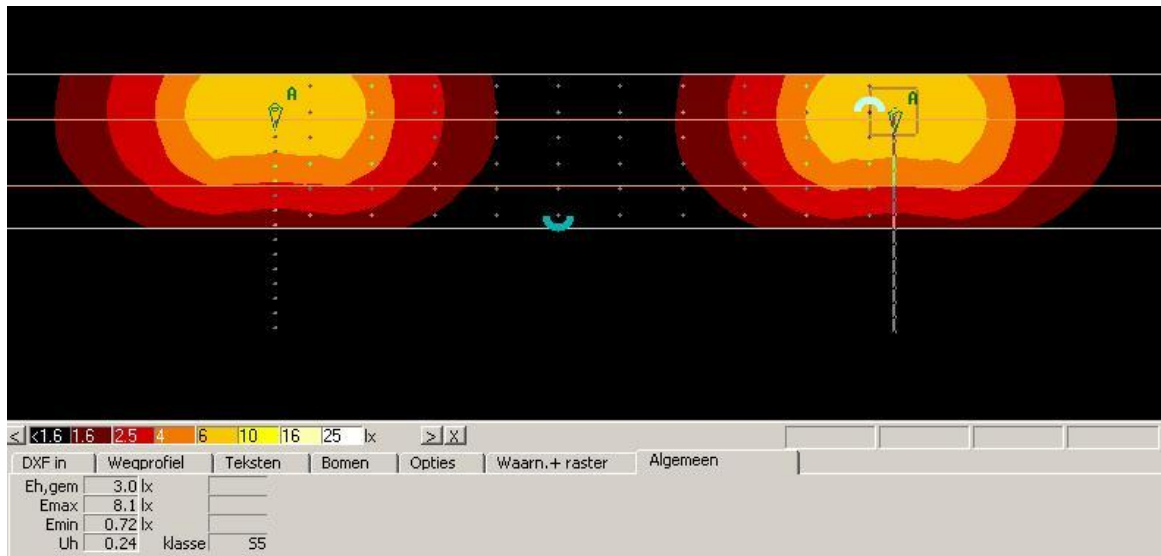 A
A
< <1.6 1.6 2.5 4 6 10 16 25 lx > X
DXF in Wegprofiel Teksten Bomen Opties Waarn.+ raster Algemeen
Eh,gem 3.0 lx
Emax 8.1 lx
Emin 0.72 lx
Uh 0.24 klasse S5